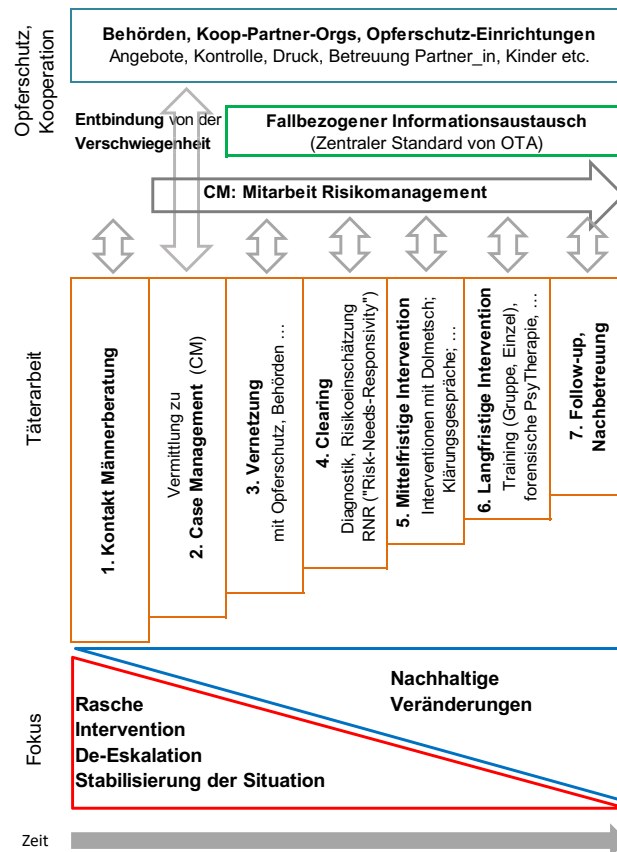 Opferschutz,
Kooperation
Behörden, Koop-Partner-Orgs, Opferschutz-Einrichtungen
Angebote, Kontrolle, Druck, Betreuung Partner_in, Kinder etc.
Entbindung von der
Verschwiegenheit
Fallbezogener Informationsaustausch
(Zentraler Standard von OTA)
CM: Mitarbeit Risikomanagement
Täterarbeit
1. Kontakt Männerberatung
Vermittlung zu
2. Case Management (CM)
3. Vernetzung
mit Opferschutz, Behörden …
4. Clearing
Diagnostik, Risikoeinschätzung
RNR ("Risk-Needs-Responsivity")
5. Mittelfristige Intervention
Interventionen mit Dolmetsch;
Klärungsgespräche; …
6. Langfristige Intervention
Training (Gruppe, Einzel),
forensische PsyTherapie, …
7. Follow-up,
Nachbetreuung
Fokus
Nachhaltige
Veränderungen
Rasche
Intervention
De-Eskalation
Stabilisierung der Situation
Zeit